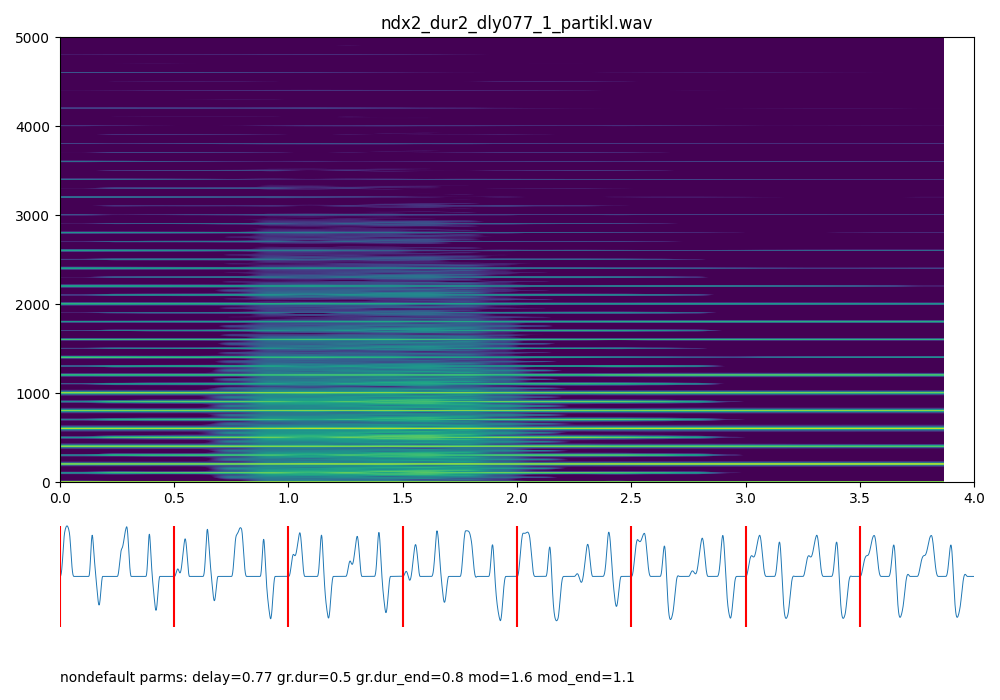 ndx2_dur2_dly077_1_partikl.wav
5000
4000
3000
2000
1000
0
0.0 0.5 1.0 1.5 2.0 2.5 3.0 3.5 4.0
nondefault parms: delay=0.77 gr.dur=0.5 gr.dur_end=0.8 mod=1.6 mod_end=1.1